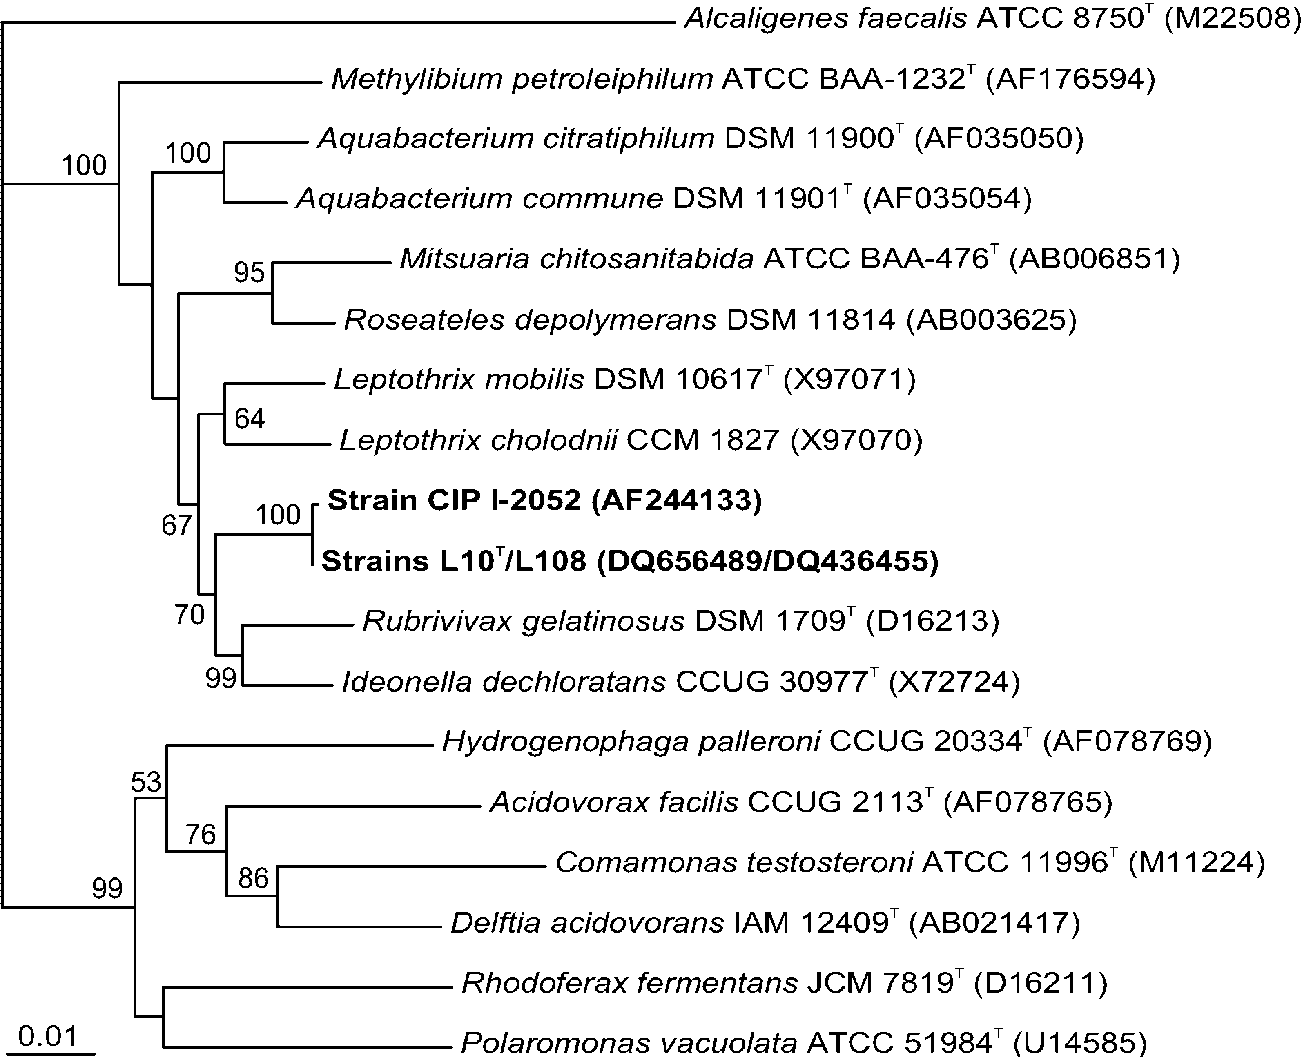 Alcaligenes faecalis ATCC 8750ᵀ (M22508)
Methylibium petroleiphilum ATCC BAA-1232ᵀ (AF176594)
Aquabacterium citratiphilum DSM 11900ᵀ (AF035050)
100
100
Aquabacterium commune DSM 11901ᵀ (AF035054)
Mitsuaria chitosanitabida ATCC BAA-476ᵀ (AB006851)
95
Roseateles depolymerans DSM 11814 (AB003625)
Leptothrix mobilis DSM 10617ᵀ (X97071)
64
Leptothrix cholodnii CCM 1827 (X97070)
Strain CIP I-2052 (AF244133)
100
67
Strains L10ᵀ/L108 (DQ656489/DQ436455)
70
Rubrivivax gelatinosus DSM 1709ᵀ (D16213)
99
Ideonella dechloratans CCUG 30977ᵀ (X72724)
Hydrogenophaga palleroni CCUG 20334ᵀ (AF078769)
53
Acidovorax facilis CCUG 2113ᵀ (AF078765)
76
Comamonas testosteroni ATCC 11996ᵀ (M11224)
86
99
Delftia acidovorans IAM 12409ᵀ (AB021417)
Rhodoferax fermentans JCM 7819ᵀ (D16211)
0.01
Polaromonas vacuolata ATCC 51984ᵀ (U14585)